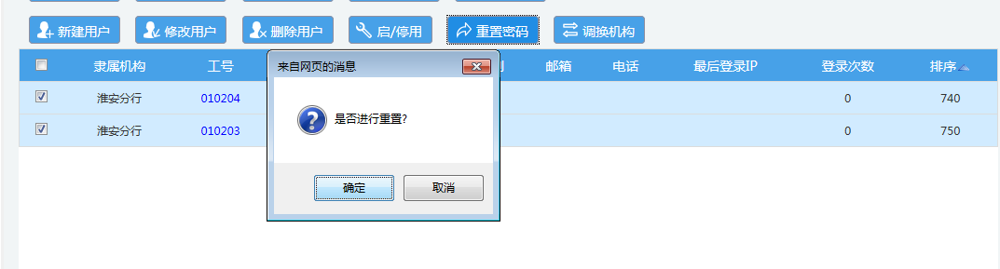 新建用户 修改用户 删除用户 启/停用 重置密码 调换机构
隶属机构 工号 邮箱 电话 最后登录IP 登录次数 排序
来自网页的消息
淮安分行 010204 0 740
是否进行重置?
淮安分行 010203 0 750
确定 取消